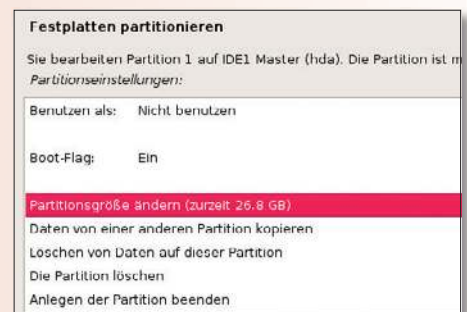 Festplatten partitionieren
Sie bearbeiten Partition 1 auf IDE1 Master (hda). Die Partition ist m
Partitionseinstellungen:
Benutzen als: Nicht benutzen
Boot-Flag: Ein
Partitionsgröße ändern (zurzeit 26.8 GB)
Daten von einer anderen Partition kopieren
Löschen von Daten auf dieser Partition
Die Partition löschen
Anlegen der Partition beenden